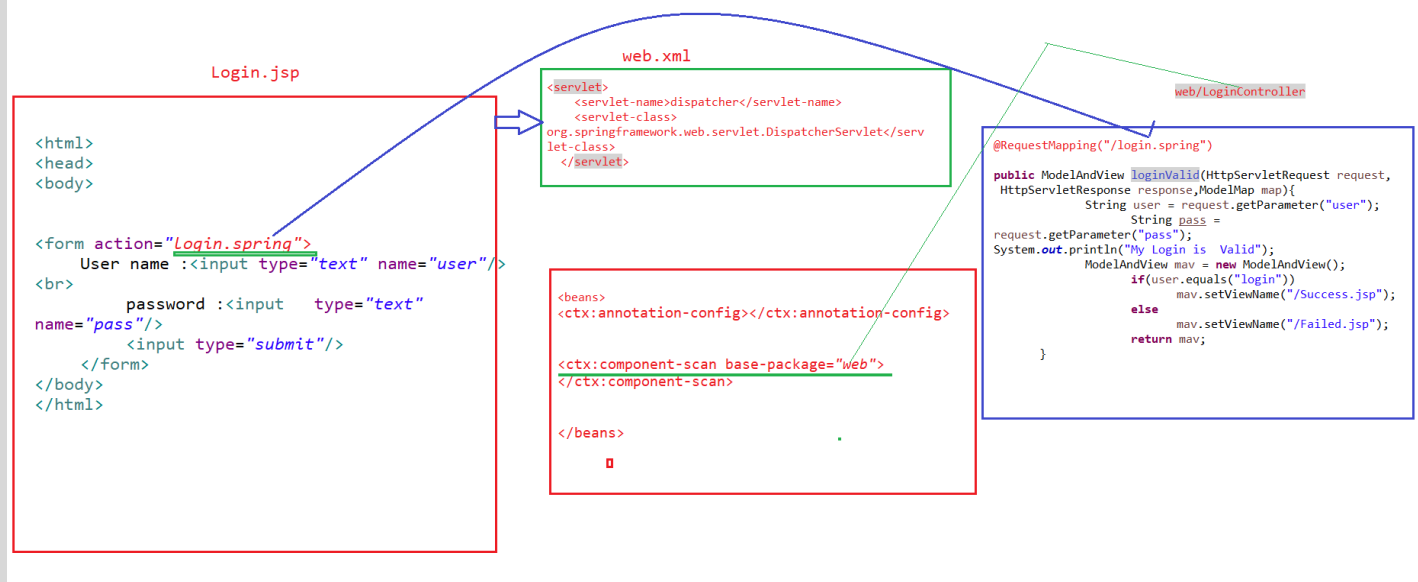 Login.jsp
<html>
<head>
<body>
<form action="login.spring">
User name :<input type="text" name="user"/>
<br>
password :<input type="text"
name="pass"/>
<input type="submit"/>
</form>
</body>
</html>
web.xml
<servlet>
<servlet-name>dispatcher</servlet-name>
<servlet-class>
org.springframework.web.servlet.DispatcherServlet</serv
let-class>
</servlet>
<beans>
<ctx:annotation-config></ctx:annotation-config>
<ctx:component-scan base-package="web">
</ctx:component-scan>
</beans>
web/LoginController
@RequestMapping("/login.spring")
public ModelAndView loginValid(HttpServletRequest request,
HttpServletResponse response,ModelMap map){
String user = request.getParameter("user");
String pass =
request.getParameter("pass");
System.out.println("My Login is  Valid");
ModelAndView mav = new ModelAndView();
if(user.equals("login"))
mav.setViewName("/Success.jsp");
else
mav.setViewName("/Failed.jsp");
return mav;
}